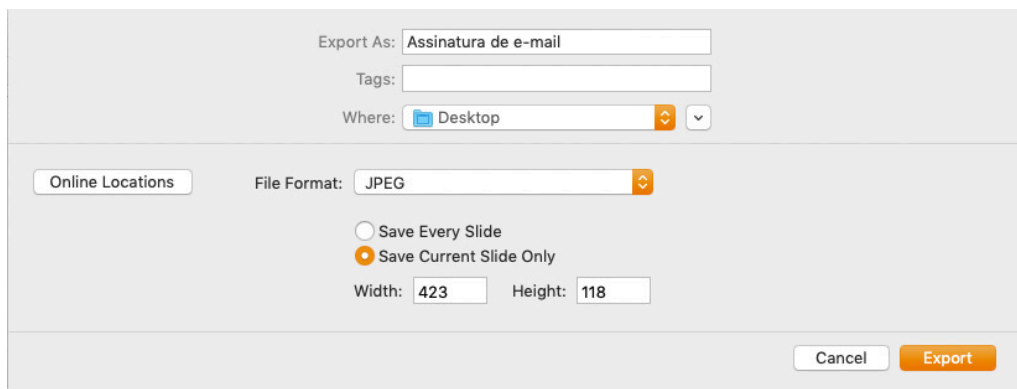 Export As: Assinatura de e-mail
Tags:
Where: Desktop
Online Locations File Format: JPEG
Save Every Slide
Save Current Slide Only
Width: 423 Height: 118
Cancel Export